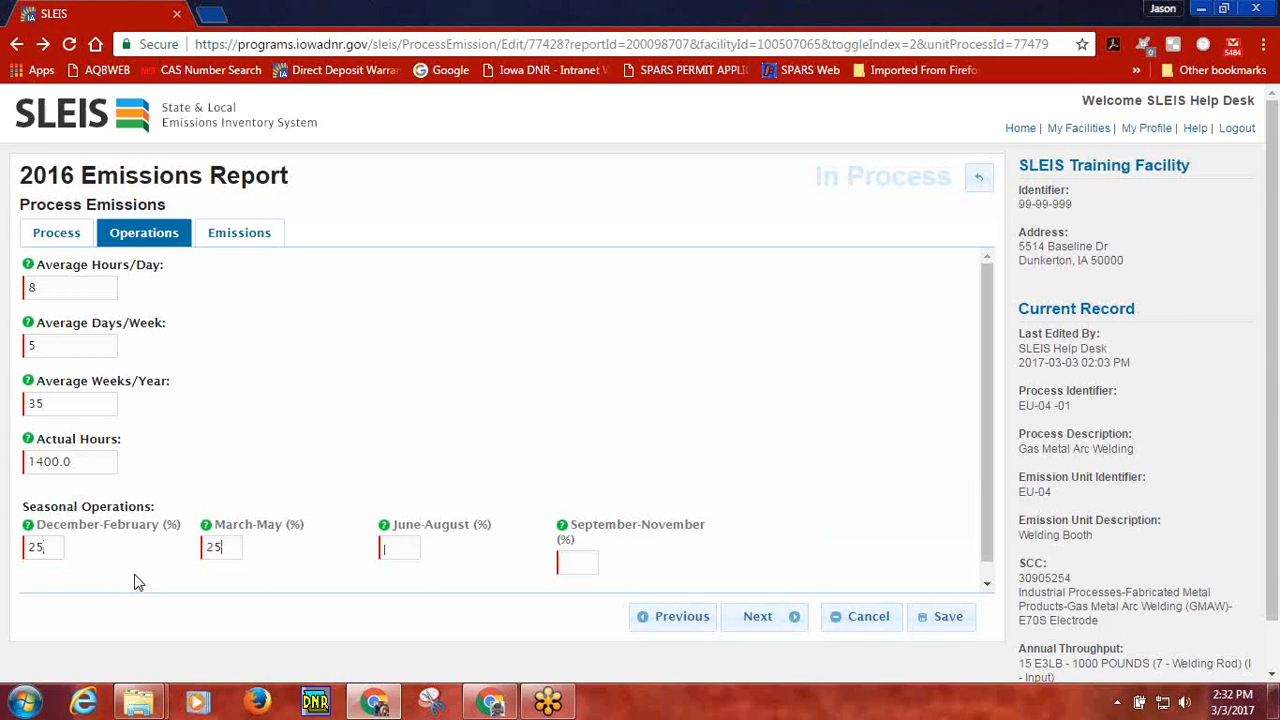 SLEIS
Jason
Secure
https://programs.iowadnr.gov/sleis/ProcessEmission/Edit/77428?reportId=200098707&facilityId=100507065&toggleIndex=2&unitProcessId=77479
5484
Apps
AQBWEB
CAS Number Search
Direct Deposit Warra
Google
Iowa DNR - Intranet V
SPARS PERMIT APPLI
SPARS Web
Imported From Firefo
»
Other bookmarks
SLEIS
State & Local
Emissions Inventory System
Welcome SLEIS Help Desk
Home | My Facilities | My Profile | Help | Logout
2016 Emissions Report
In Process
Process Emissions
Process
Operations
Emissions
Average Hours/Day:
8
Average Days/Week:
5
Average Weeks/Year:
35
Actual Hours:
1400.0
Seasonal Operations:
December-February (%)
25
March-May (%)
25
June-August (%)
September-November
(%)
Previous
Next
Cancel
Save
SLEIS Training Facility
Identifier:
99-99-999
Address:
5514 Baseline Dr
Dunkerton, IA 50000
Current Record
Last Edited By:
SLEIS Help Desk
2017-03-03 02:03 PM
Process Identifier:
EU-04 -01
Process Description:
Gas Metal Arc Welding
Emission Unit Identifier:
EU-04
Emission Unit Description:
Welding Booth
SCC:
30905254
Industrial Processes-Fabricated Metal
Products-Gas Metal Arc Welding (GMAW)-
E70S Electrode
Annual Throughput:
15 E3LB - 1000 POUNDS (7 - Welding Rod) (I
- Input)
DNR
2:32 PM
3/3/2017